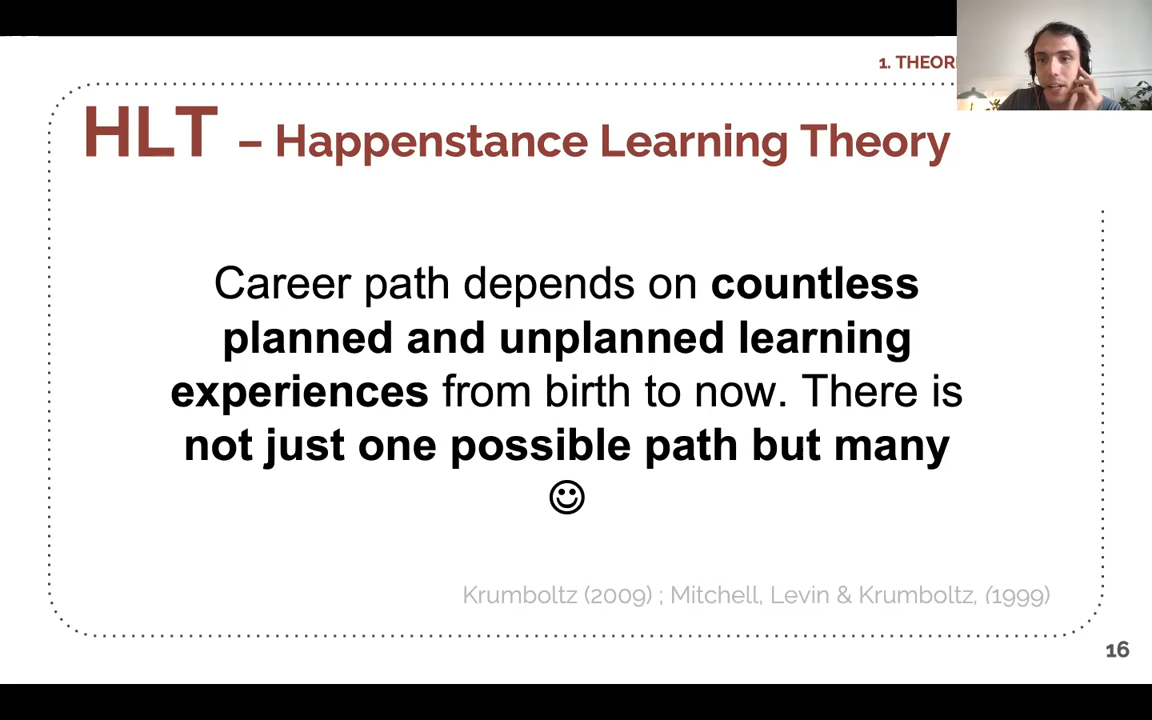 1. THEOR
HLT – Happenstance Learning Theory
Career path depends on countless
planned and unplanned learning
experiences from birth to now. There is
not just one possible path but many
☺
Krumboltz (2009) ; Mitchell, Levin & Krumboltz, (1999)
16